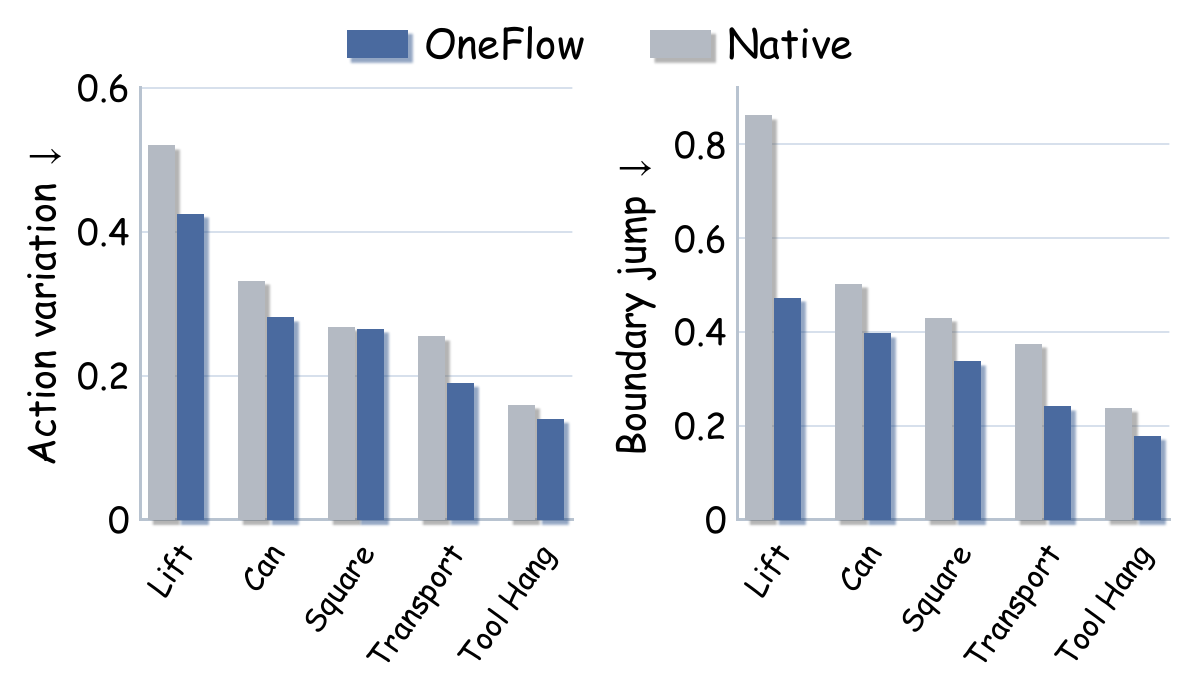 OneFlow Native
Action variation ↓
0.6
0.4
0.2
0
Lift
Can
Square
Transport
Tool Hang
Boundary jump ↓
0.8
0.6
0.4
0.2
0
Lift
Can
Square
Transport
Tool Hang